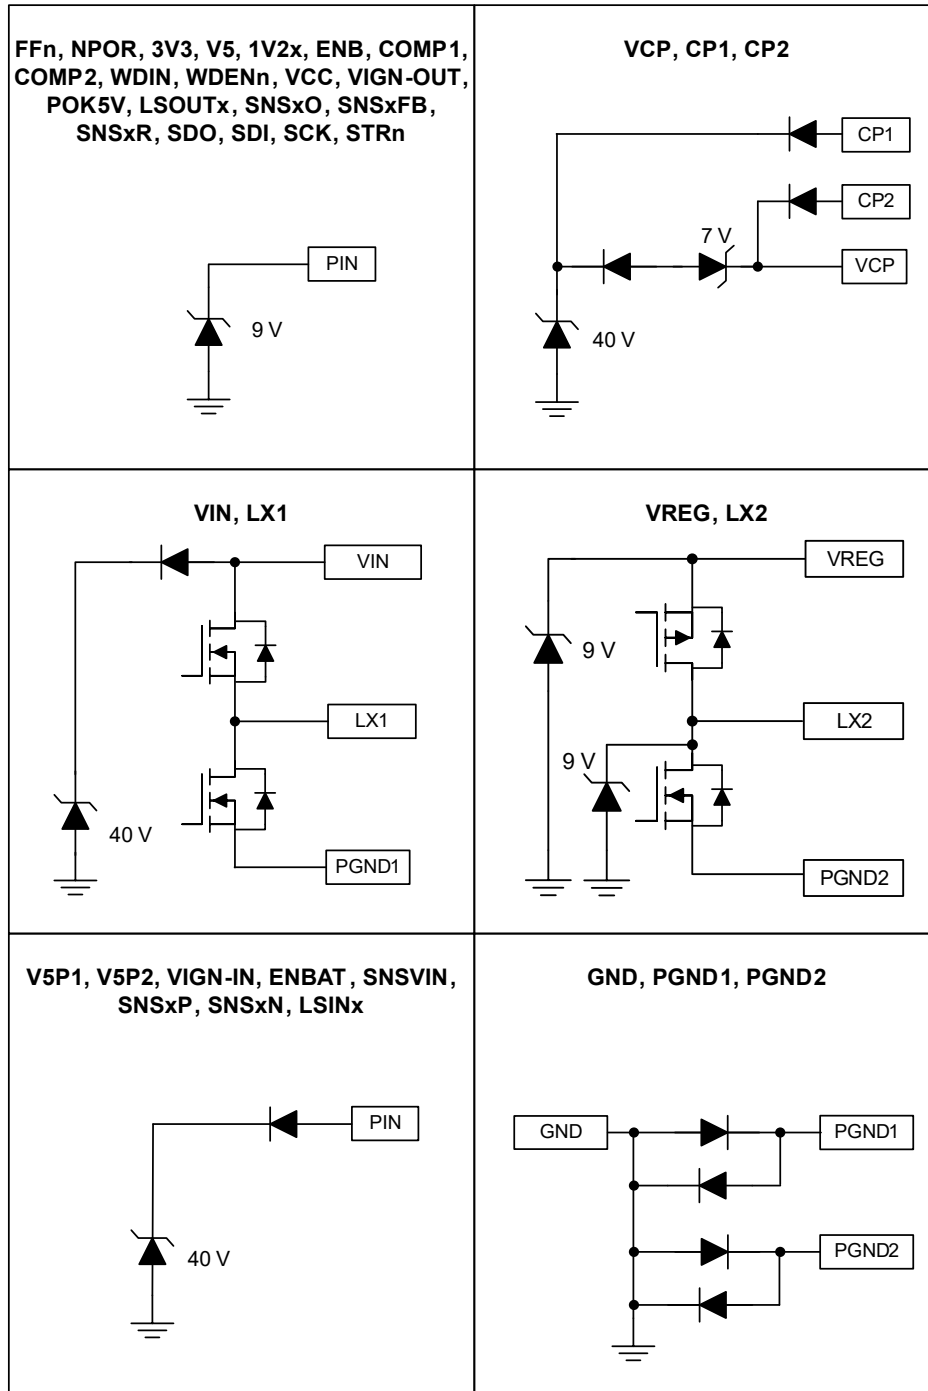 FFn, NPOR, 3V3, V5, 1V2x, ENB, COMP1,
COMP2, WDIN, WDENn, VCC, VIGN-OUT,
POK5V, LSOUTx, SNSxO, SNSxFB,
SNSxR, SDO, SDI, SCK, STRn
PIN
9 V
VCP, CP1, CP2
CP1
CP2
7 V
VCP
40 V
VIN, LX1
VIN
LX1
40 V
PGND1
VREG, LX2
VREG
9 V
LX2
9 V
PGND2
V5P1, V5P2, VIGN-IN, ENBAT, SNSVIN,
SNSxP, SNSxN, LSINx
PIN
40 V
GND, PGND1, PGND2
GND
PGND1
PGND2